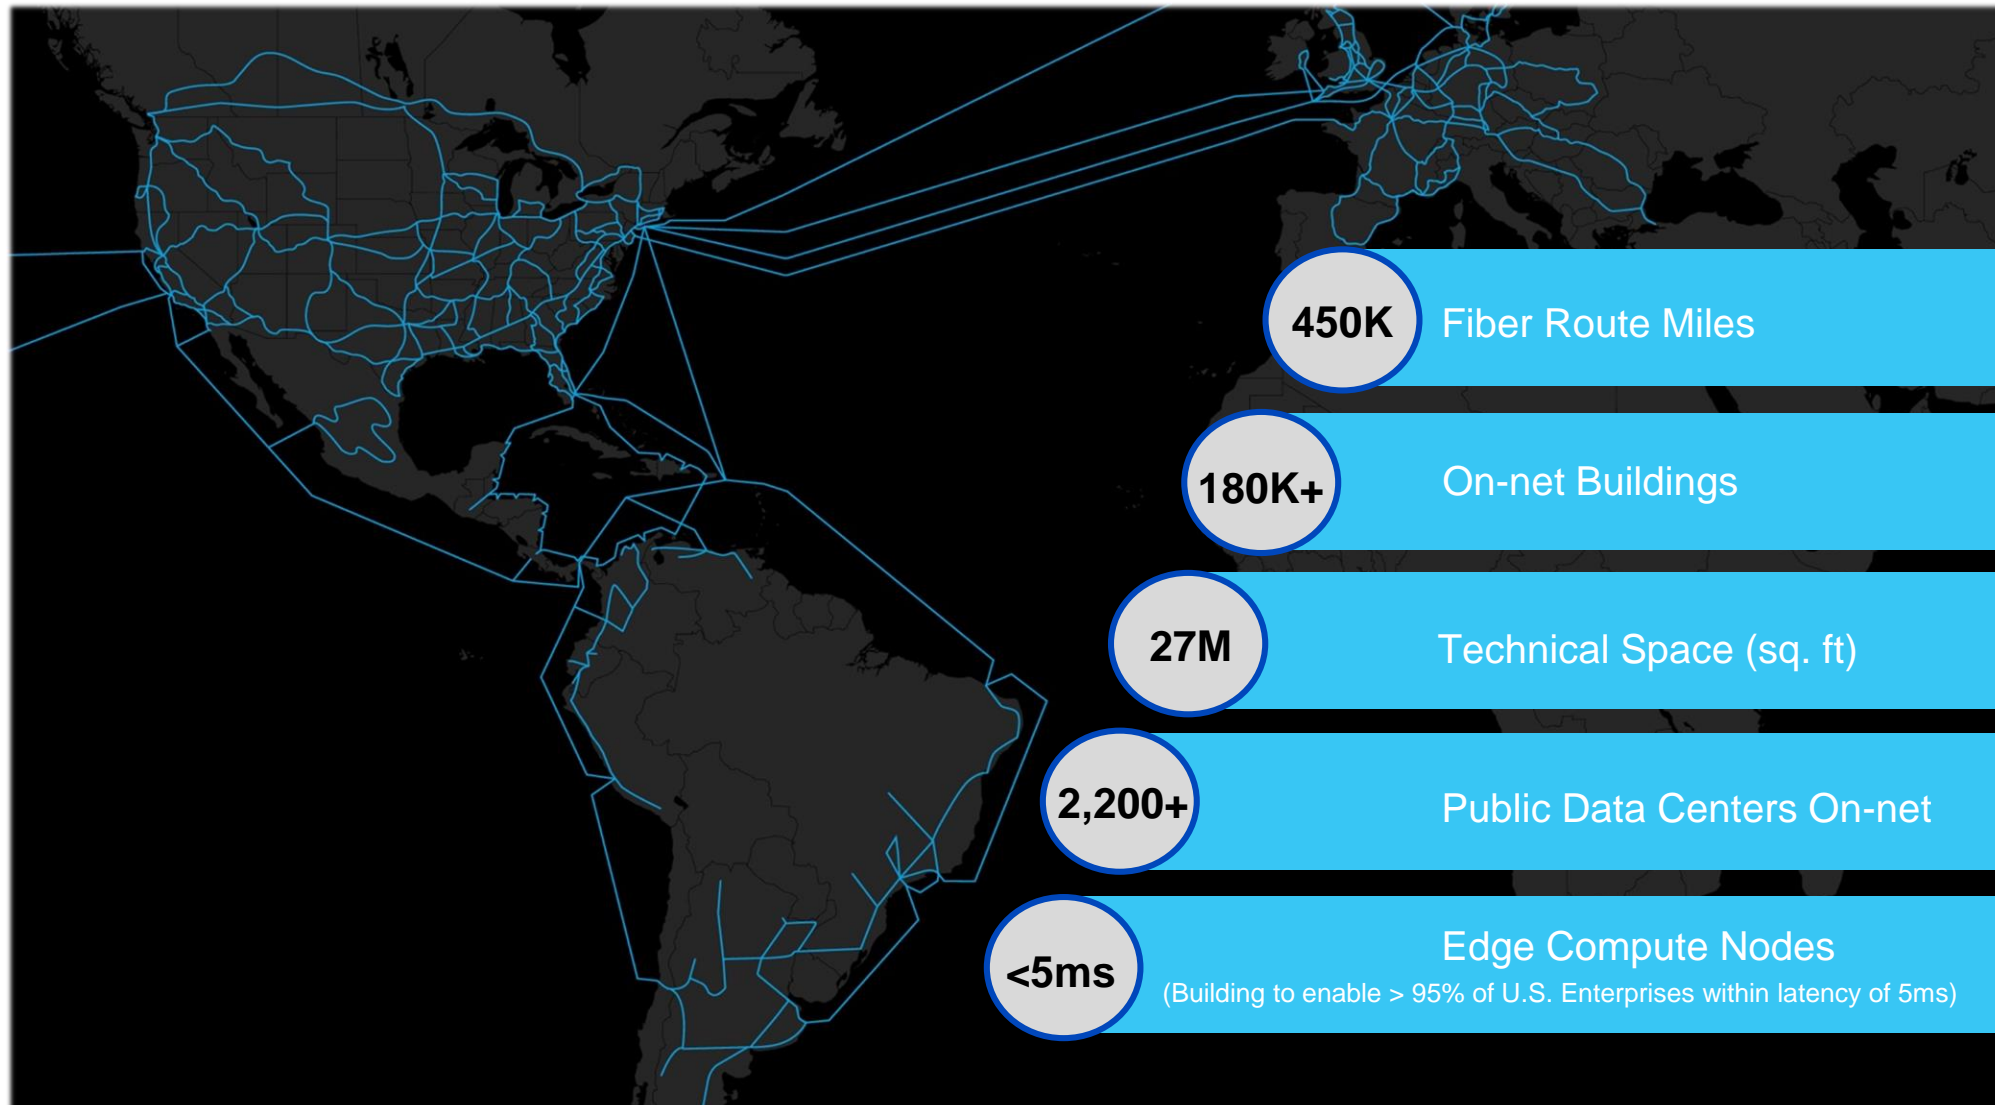 450K Fiber Route Miles
180K+ On-net Buildings
27M Technical Space (sq. ft)
2,200+ Public Data Centers On-net
<5ms Edge Compute Nodes
(Building to enable > 95% of U.S. Enterprises within latency of 5ms)